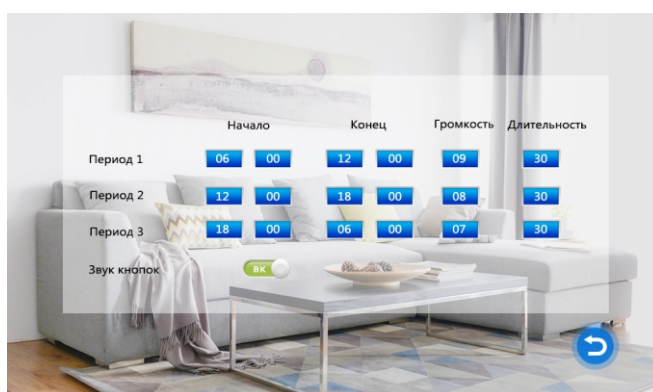 Начало Конец Громкость Длительность
Период 1 06 00 12 00 09 30
Период 2 12 00 18 00 08 30
Период 3 18 00 06 00 07 30
Звук кнопок ВК